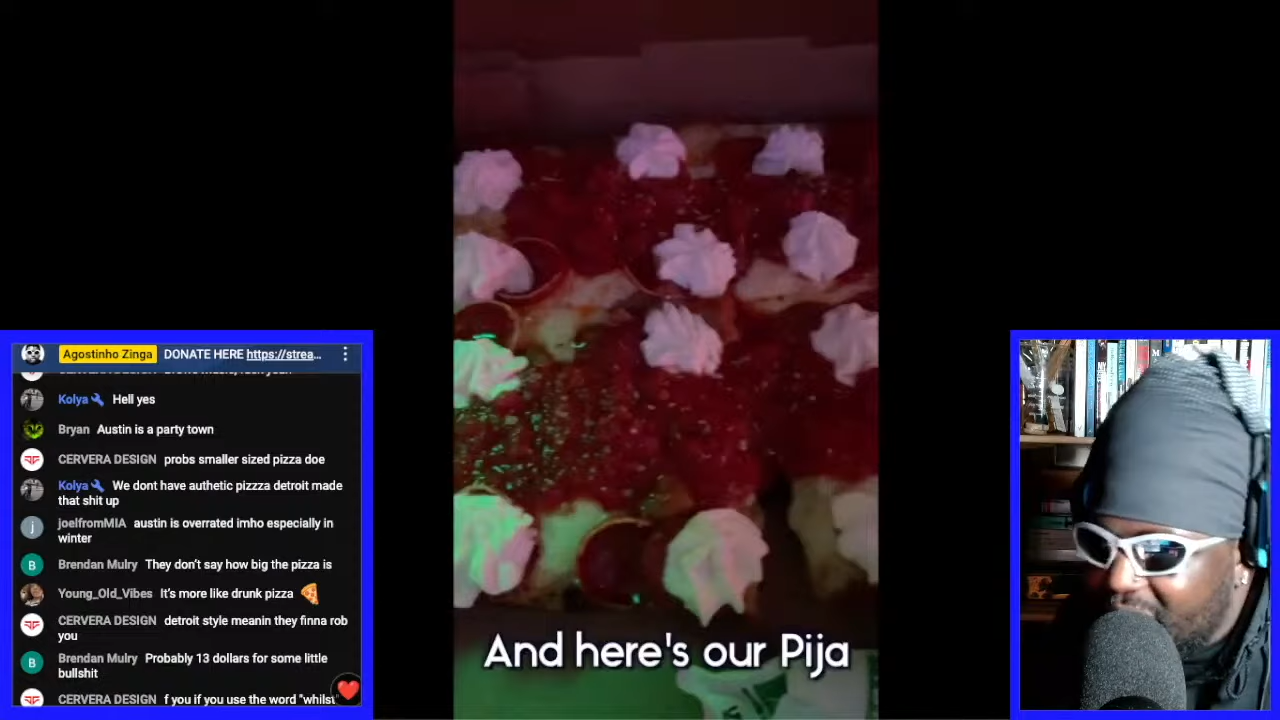 Agostinho Zinga DONATE HERE https://strea...
Kolya Hell yes
Bryan Austin is a party town
CERVERA DESIGN probs smaller sized pizza doe
Kolya We dont have authetic pizzza detroit made
that shit up
joelfromMIA austin is overrated imho especially in
winter
j
Brendan Mulry They don't say how big the pizza is
B
Young_Old_Vibes It's more like drunk pizza
CERVERA DESIGN detroit style meanin they finna rob
you
Brendan Mulry Probably 13 dollars for some little
bullshit
B
CERVERA DESIGN f you if you use the word "whilst
And here's our Pija